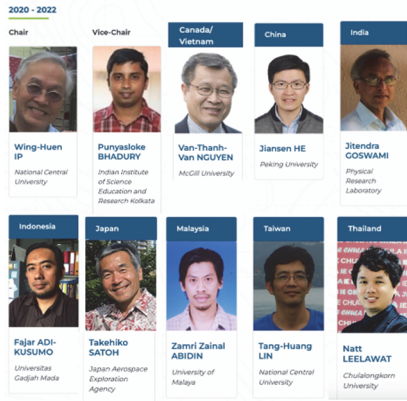 2020 - 2022
Chair
Vice-Chair
Canada/
Vietnam
China
India
Wing-Huen
IP
National Central
University
Punyasloke
BHADURY
Indian Institute
of Science
Education and
Research Kolkata
Van-Thanh-
Van NGUYEN
McGill University
Jiansen HE
Peking University
Jitendra
GOSWAMI
Physical
Research
Laboratory
Indonesia
Japan
Malaysia
Taiwan
Thailand
Fajar ADI-
KUSUMO
Universitas
Gadjah Mada
Takehiko
SATOH
Japan Aerospace
Exploration
Agency
Zamri Zainal
ABIDIN
University of
Malaya
Tang-Huang
LIN
National Central
University
Natt
LEELAWAT
Chulalongkorn
University